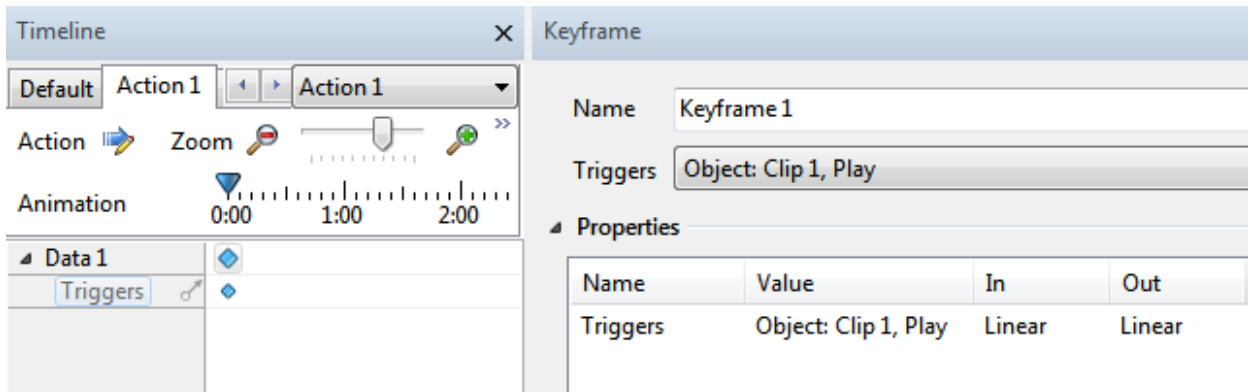 Timeline
Default Action 1 Action 1
Action Zoom
Animation 0:00 1:00 2:00
Data 1
Triggers
Keyframe
Name Keyframe 1
Triggers Object: Clip 1, Play
Properties
Name Value In Out
Triggers Object: Clip 1, Play Linear Linear